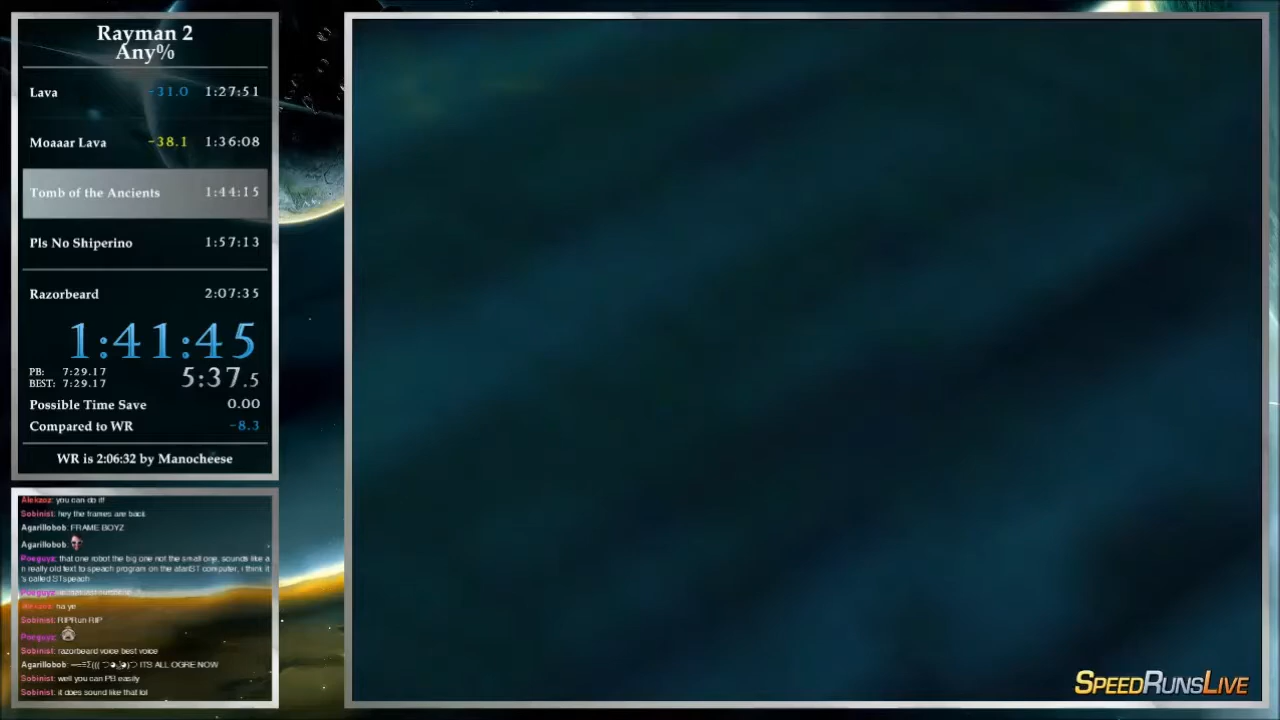 Rayman 2
Any%
Lava -31.0 1:27:51
Moaaar Lava -38.1 1:36:08
Tomb of the Ancients 1:44:15
Pls No Shiperino 1:57:13
Razorbeard 2:07:35
1:41:45
PB: 7:29.17
BEST: 7:29.17
5:37.5
Possible Time Save 0.00
Compared to WR -8.3
WR is 2:06:32 by Manocheese
Alekzoz: you can do it!
Sobinist: hey the frames are back
Agarillobob: FRAME BOYZ
Agarillobob:
Poeguyz: that one robot the big one not the small one, sounds like a
n really old text to speach program on the atariST computer, i think it
's called STspeach
na ye
Sobinist: RIPRun RIP
Poeguyz:
Sobinist: razorbeard voice best voice
Agarillobob: ITS ALL OGRE NOW
Sobinist: well you can PB easily
Sobinist: it does sound like that lol
SPEEDRUNSLIVE